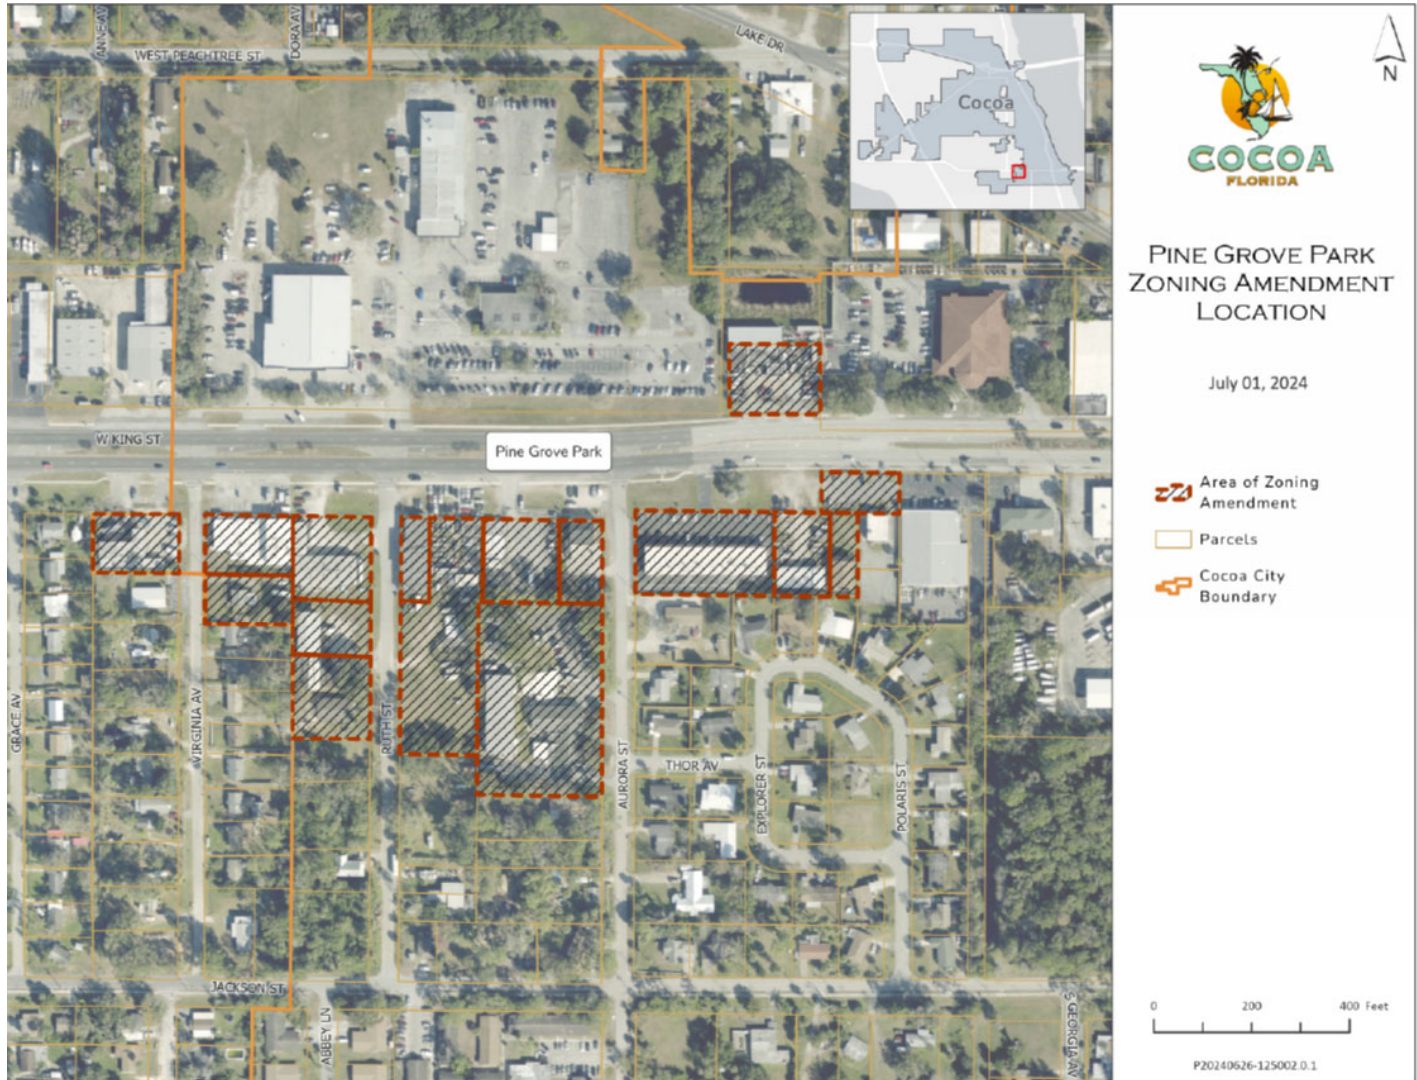 ANNE AV
WEST PEACHTREE ST
DORA AV
LAKE DR
Cocoa
N
COCOA
FLORIDA
PINE GROVE PARK
ZONING AMENDMENT
LOCATION
July 01, 2024
W KING ST
Pine Grove Park
Area of Zoning
Amendment
Parcels
Cocoa City
Boundary
GRACE AV
VIRGINIA AV
RUTH ST
AURORA ST
THOR AV
EXPLORER ST
POLARIS ST
JACKSON ST
ABBEY LN
S GEORGIA AV
0 200 400 Feet
P20240626-125002.0.1